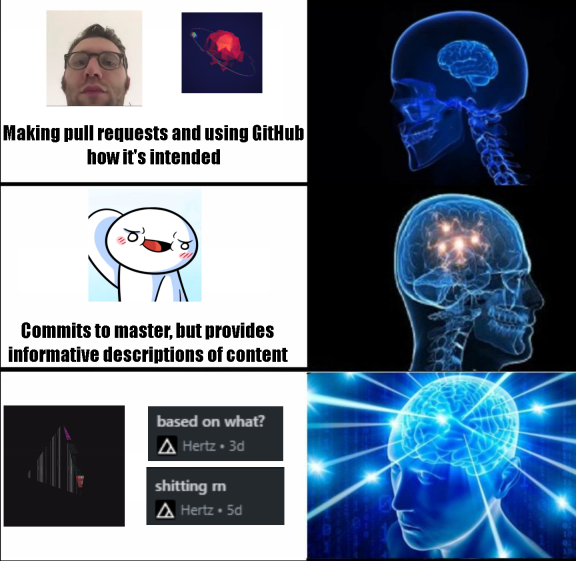 Making pull requests and using GitHub
how it's intended
Commits to master, but provides
informative descriptions of content
based on what?
Hertz • 3d
shitting rn
Hertz • 5d